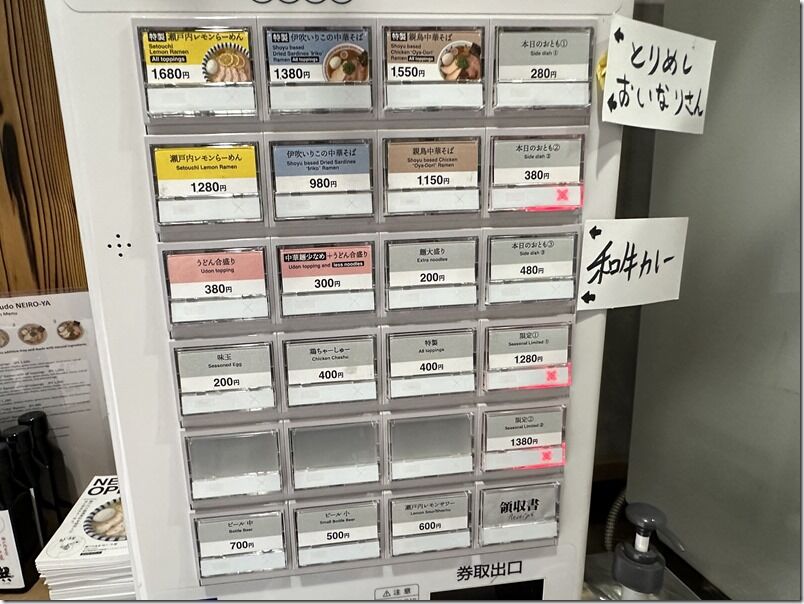 特製 瀬戸内レモンらーめん
Setouchi
Lemon Ramen
All toppings
1680円
特製 伊吹いりこの中華そば
Shoyu based
Dried Sardines 'Iriko'
Ramen All toppings
1380円
特製 親鳥中華そば
Shoyu based
Chicken 'Oya-Dori'
Ramen All toppings
1550円
本日のおとも①
Side dish ①
280円
とりめし
おいなりさん
瀬戸内レモンらーめん
Setouchi Lemon Ramen
1280円
伊吹いりこの中華そば
Shoyu based Dried Sardines
'Iriko' Ramen
980円
親鳥中華そば
Shoyu based Chicken
'Oya-Dori' Ramen
1150円
本日のおとも②
Side dish ②
380円
うどん合盛り
Udon topping
380円
中華麺少なめ+うどん合盛り
Udon topping and less noodles
300円
麺大盛り
Extra noodles
200円
本日のおとも③
Side dish ③
480円
和牛カレー
味玉
Seasoned Egg
200円
鶏ちゃーしゅー
Chicken Chashu
400円
特製
All toppings
400円
限定①
Seasonal Limited ①
1280円
限定②
Seasonal Limited ②
1380円
ビール 中
Bottle Beer
700円
ビール 小
Small Bottle Beer
500円
瀬戸内レモンサワー
600円
領収書
Receipt
券取出口
注意
udo NEIRO-YA
Menu
NE
OP